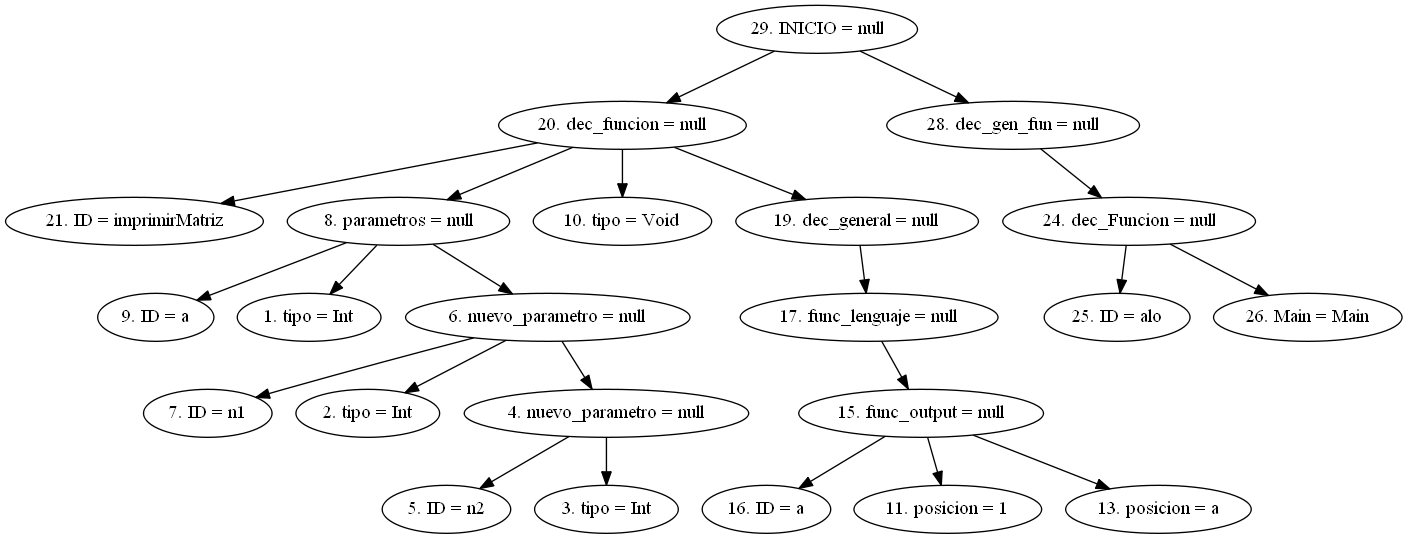 29. INICIO = null
20. dec_funcion = null
28. dec_gen_fun = null
21. ID = imprimirMatriz
8. parametros = null
10. tipo = Void
19. dec_general = null
24. dec_Funcion = null
9. ID = a
1. tipo = Int
6. nuevo_parametro = null
17. func_lenguaje = null
25. ID = alo
26. Main = Main
7. ID = n1
2. tipo = Int
4. nuevo_parametro = null
15. func_output = null
5. ID = n2
3. tipo = Int
16. ID = a
11. posicion = 1
13. posicion = a